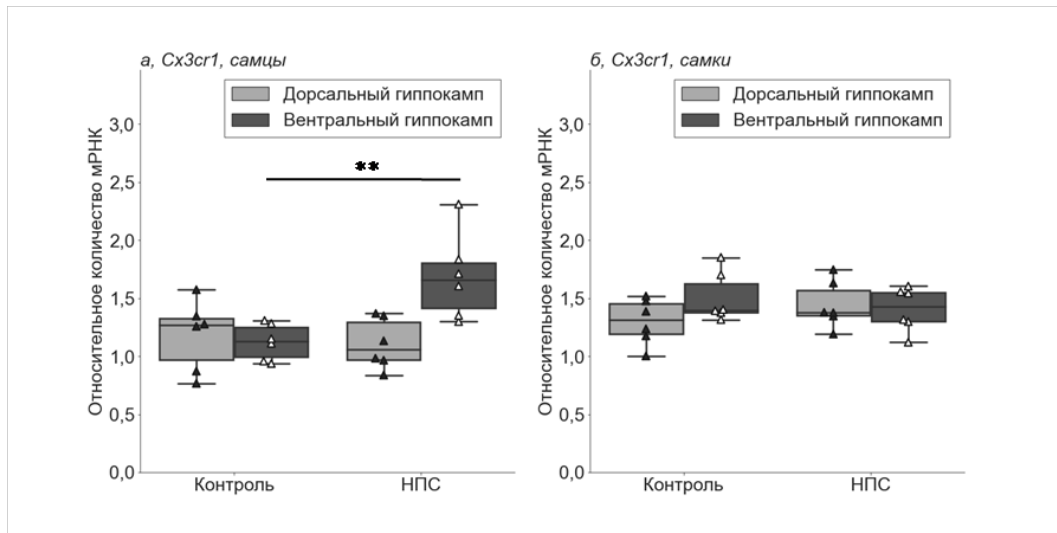 а, Cx3cr1, самцы
Дорсальный гиппокамп
Вентральный гиппокамп
**
Относительное количество мРНК
3,0
2,5
2,0
1,5
1,0
0,5
0,0
Контроль
НПС
б, Cx3cr1, самки
Дорсальный гиппокамп
Вентральный гиппокамп
Относительное количество мРНК
3,0
2,5
2,0
1,5
1,0
0,5
0,0
Контроль
НПС